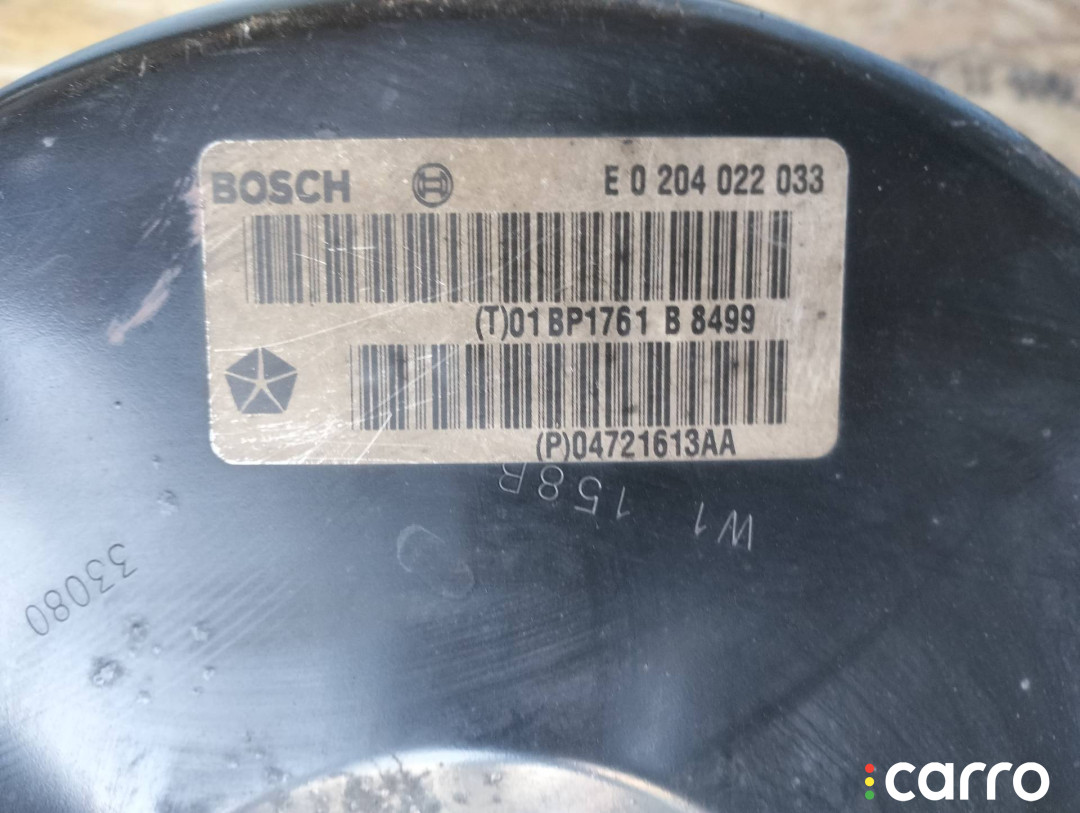 BOSCH E 0 204 022 033
(T)01BP1761 B 8499
(P)04721613AA
W1 158R
33080
carro